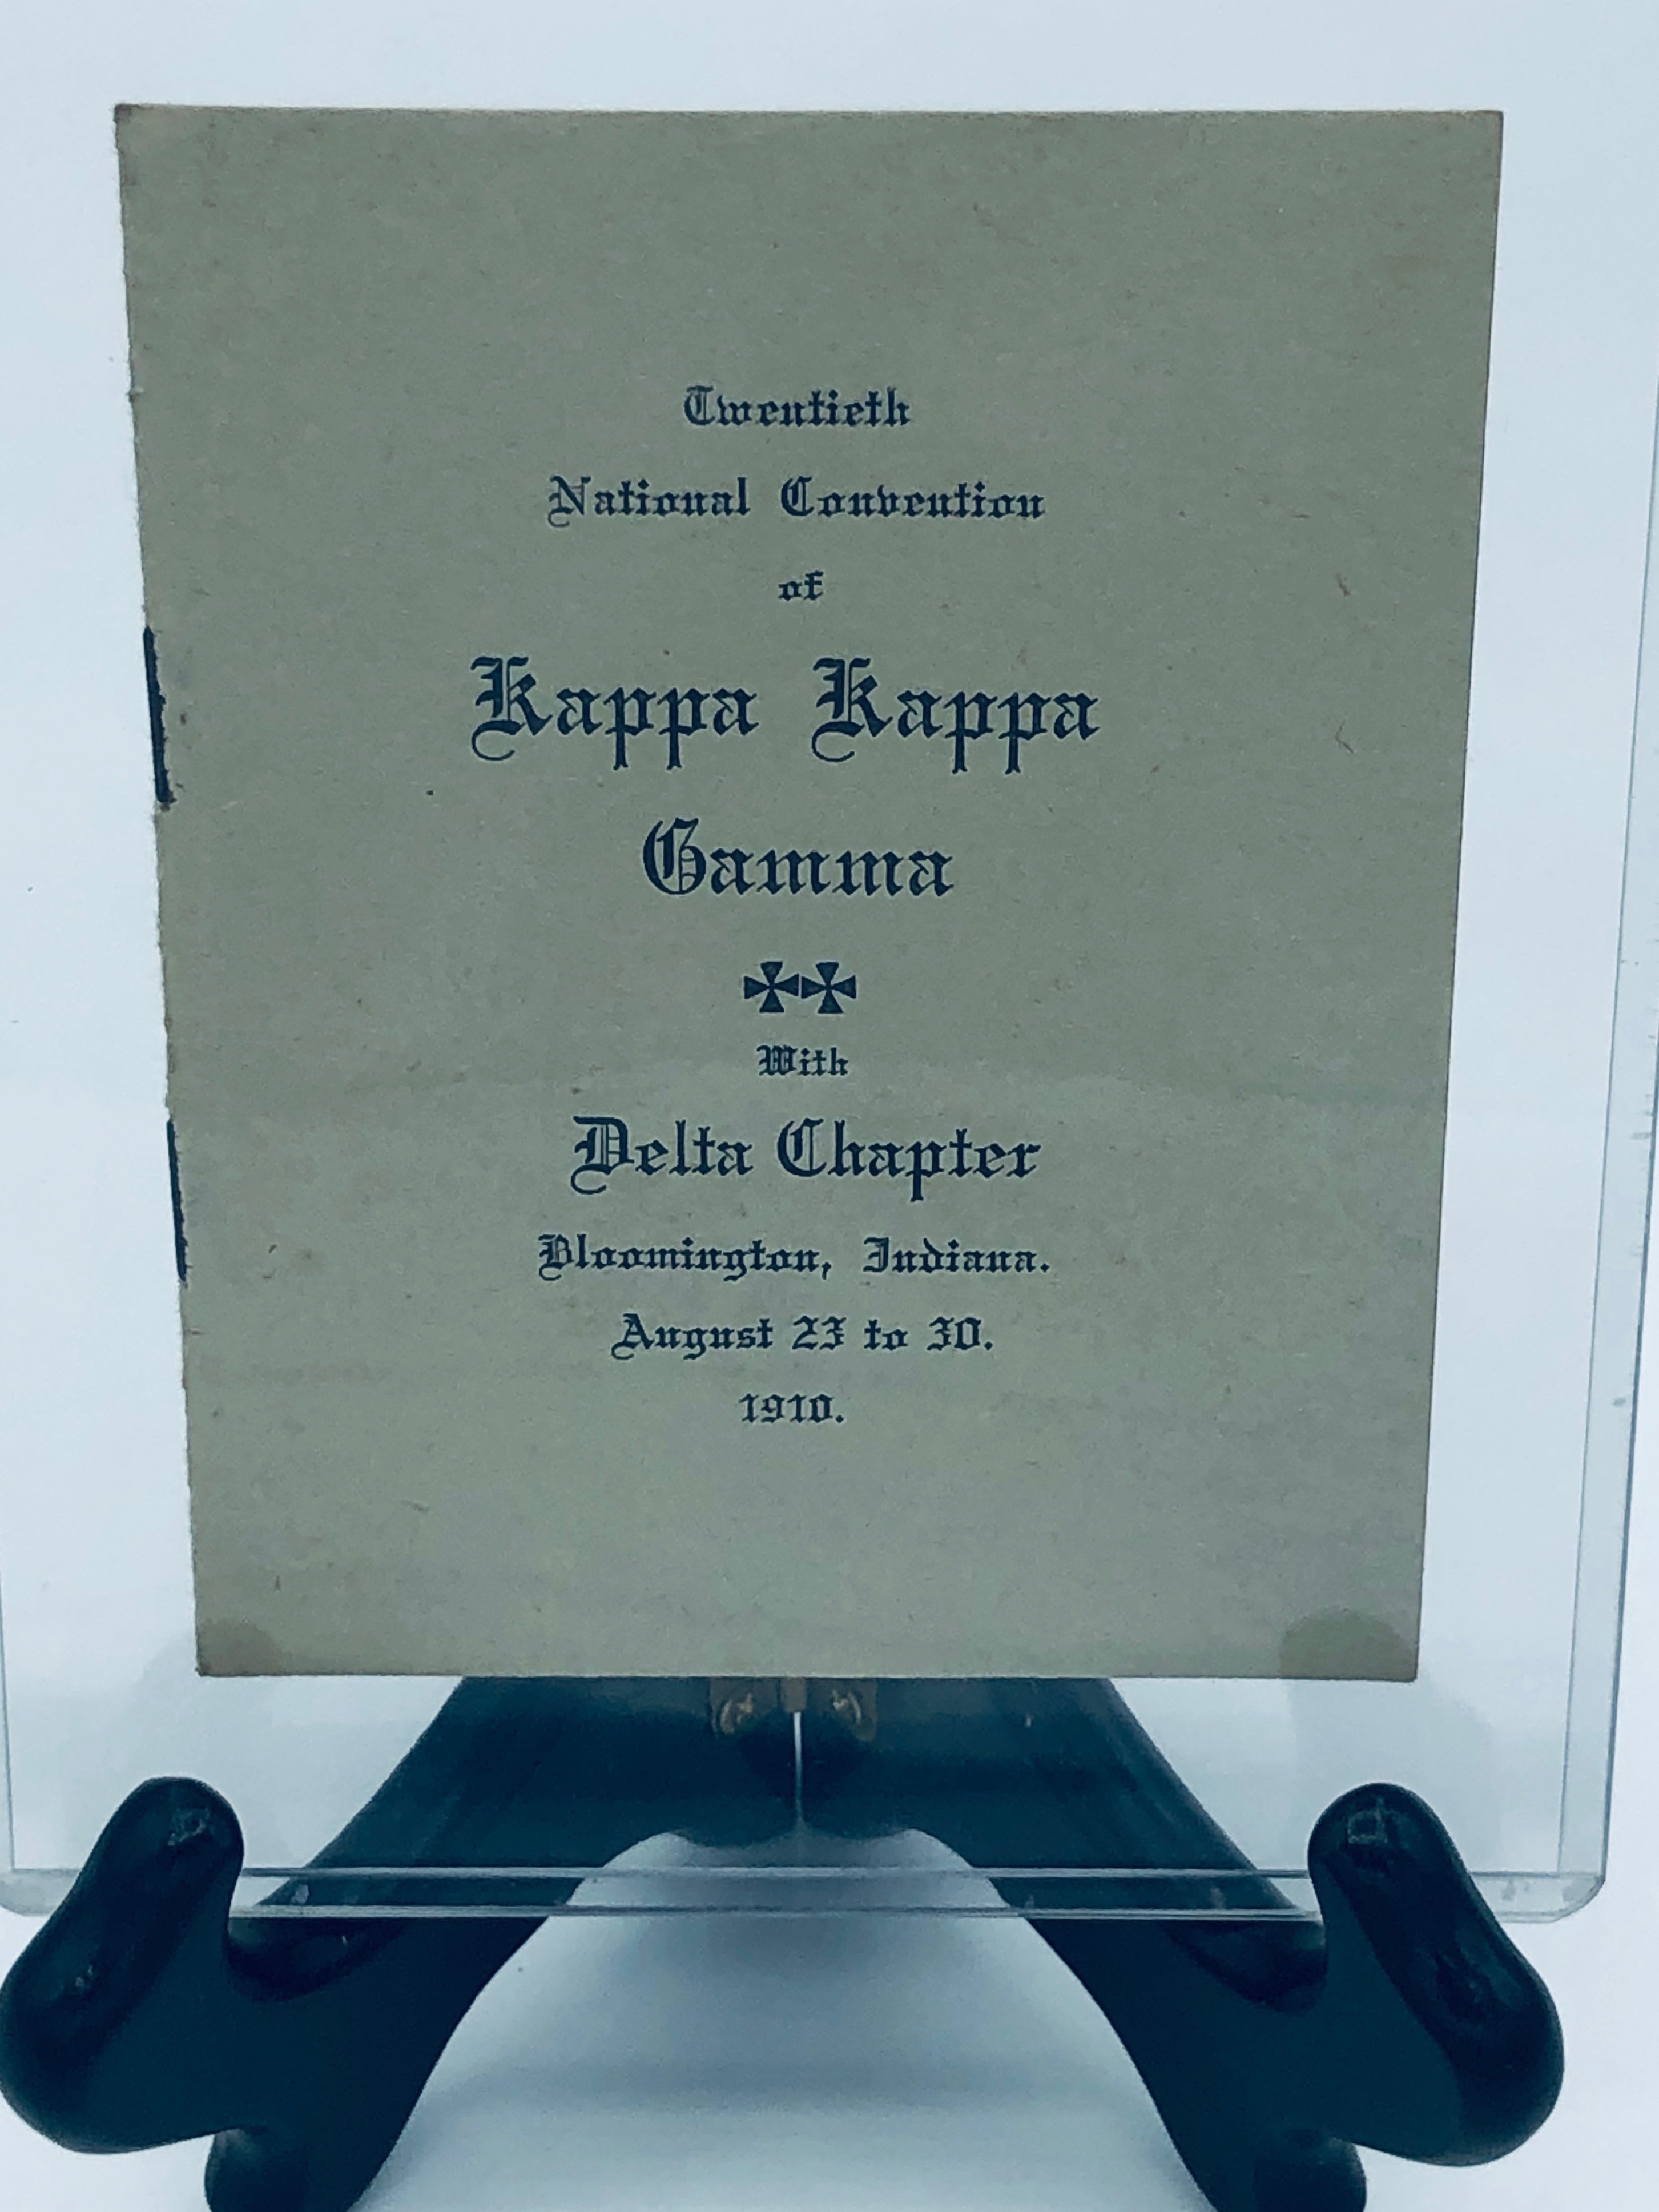 Twentieth
National Convention
of
Kappa Kappa
Gamma
With
Delta Chapter
Bloomington, Indiana.
August 23 to 30.
1910.